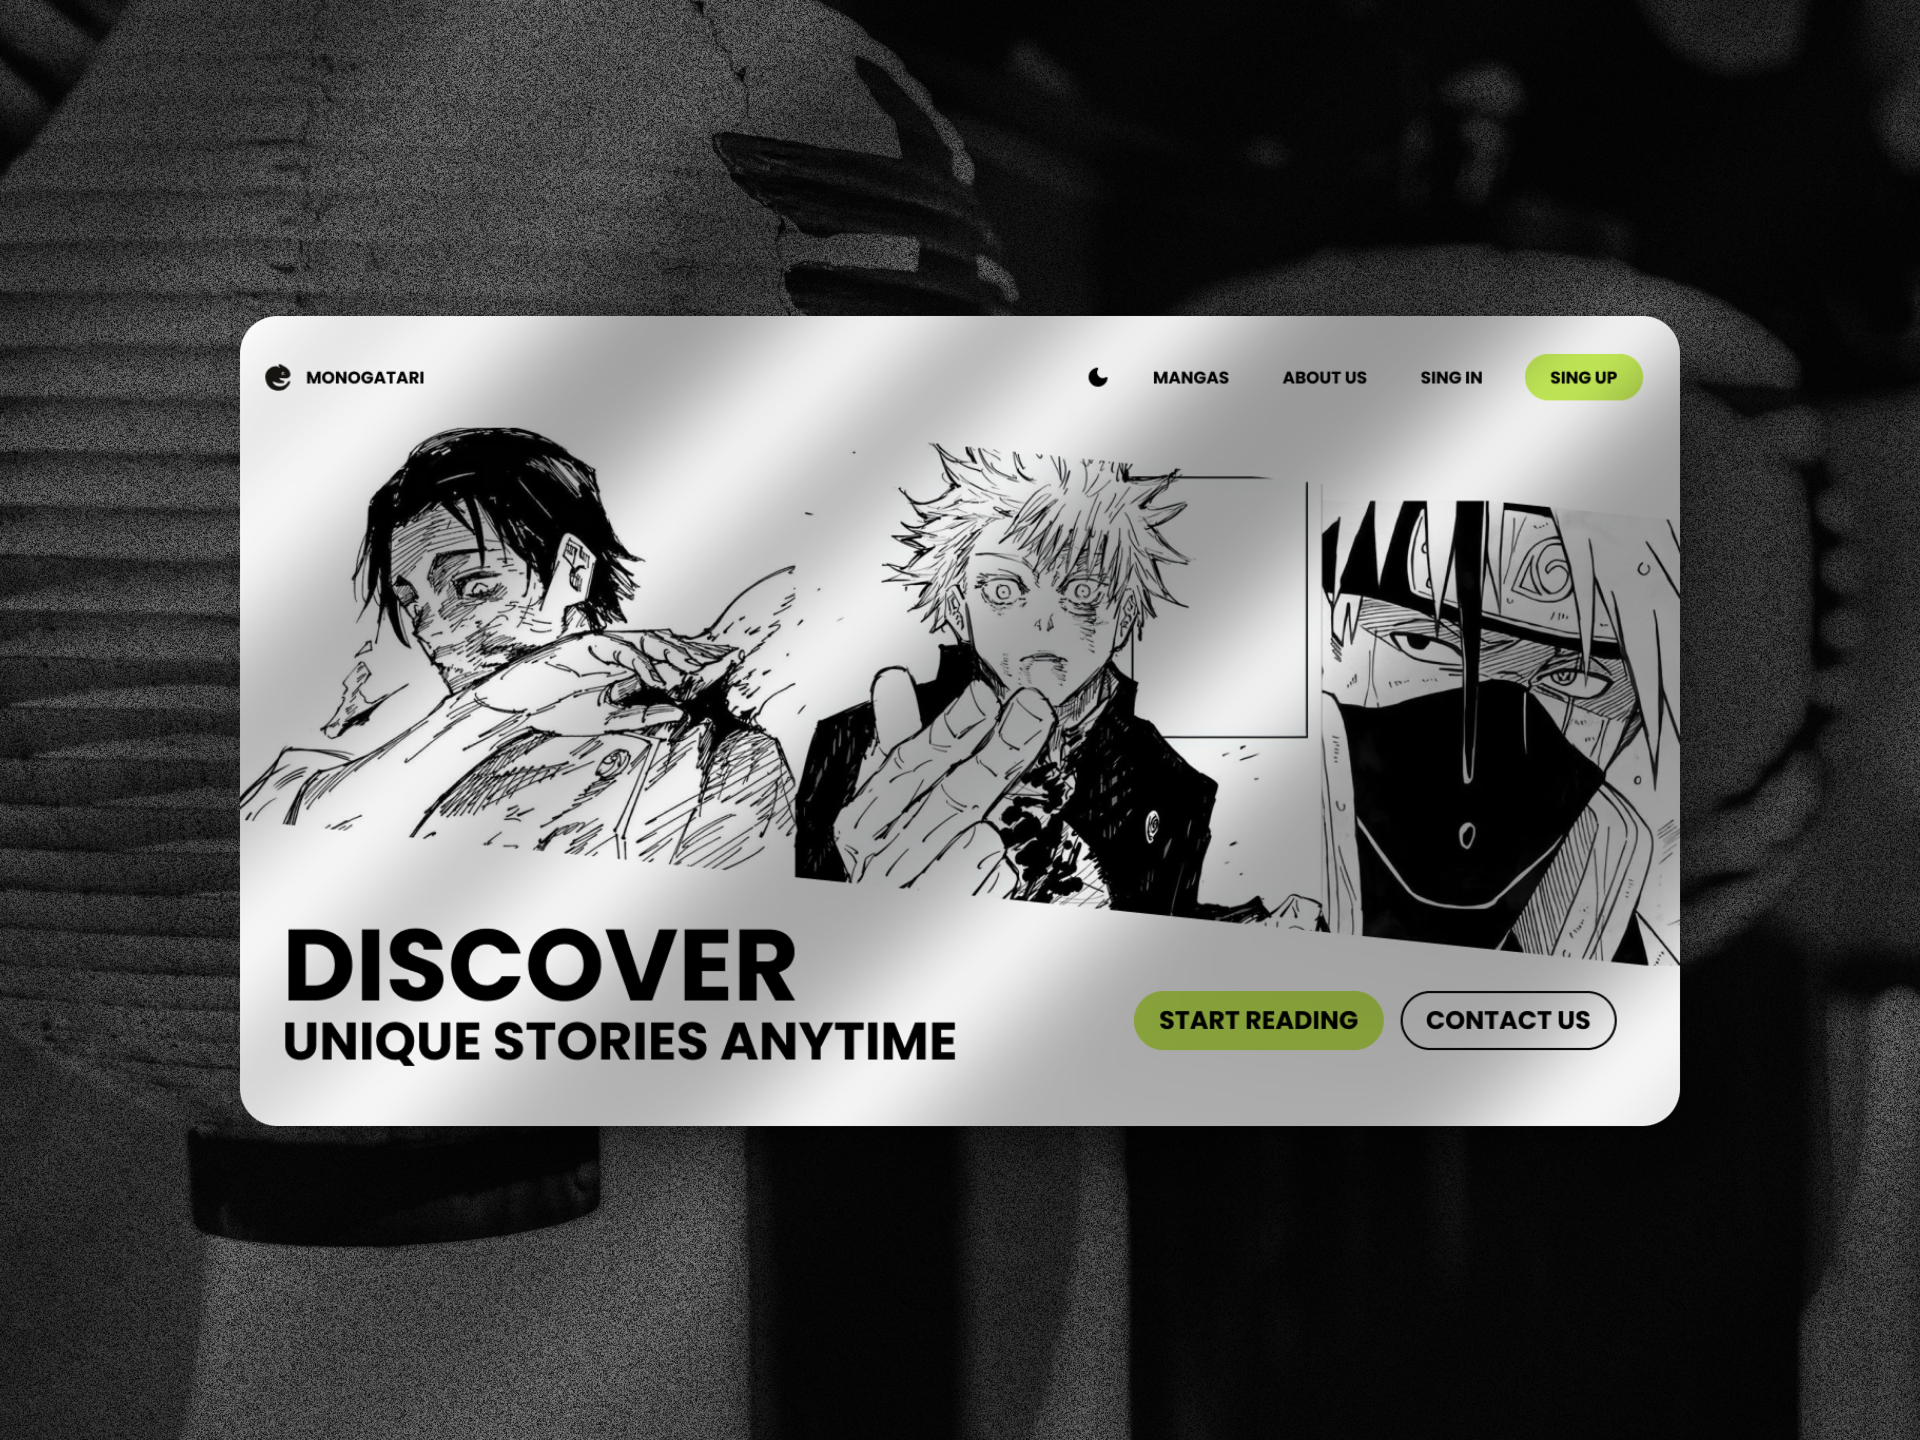 MONOGATARI
MANGAS
ABOUT US
SING IN
SING UP
DISCOVER
UNIQUE STORIES ANYTIME
START READING
CONTACT US